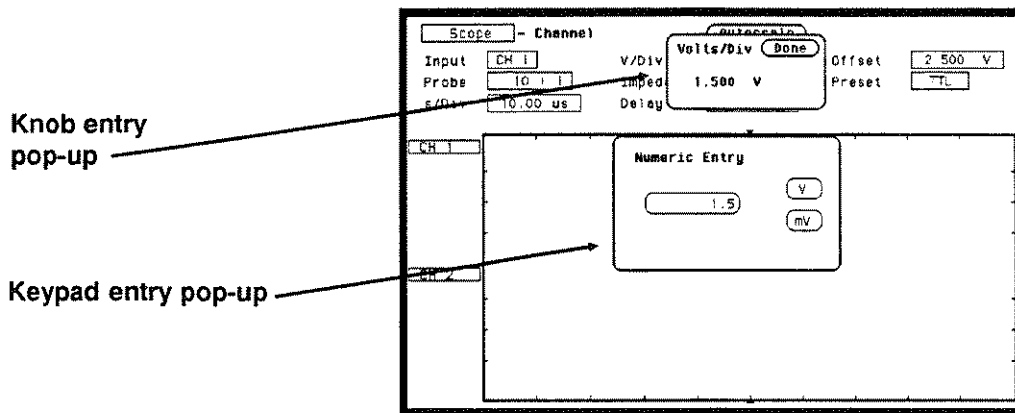 Scope - Channel
Autoscale
Input CH 1 V/Div Volts/Div Done Offset 2.500 V
Probe 10 : 1 Imped 1.500 V Preset TTL
s/Div 10.00 us Delay
Knob entry
pop-up
CH 1
Numeric Entry
1.5 V
mV
CH 2
Keypad entry pop-up